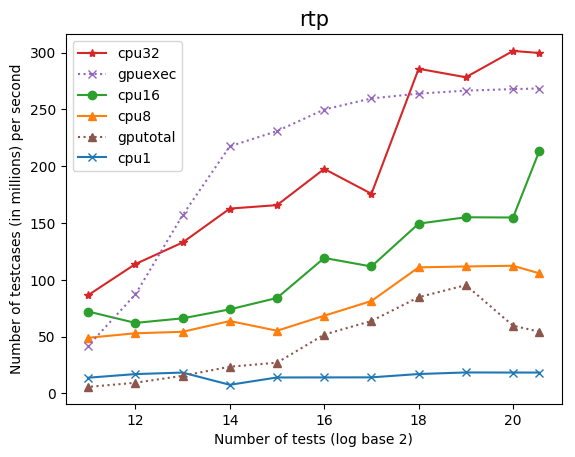 rtp
Number of testcases (in millions) per second
300
250
200
150
100
50
0
cpu32
gpuexec
cpu16
cpu8
gputotal
cpu1
12 14 16 18 20
Number of tests (log base 2)